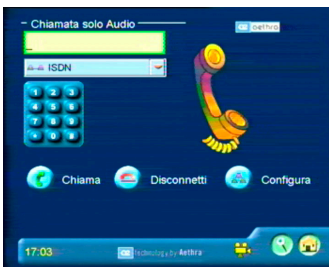 Chiamata solo Audio
aethra
ISDN
1 2 3
4 5 6
7 8 9
* 0 #
Chiama
Disconnetti
Configura
17:03
Technology by Aethra